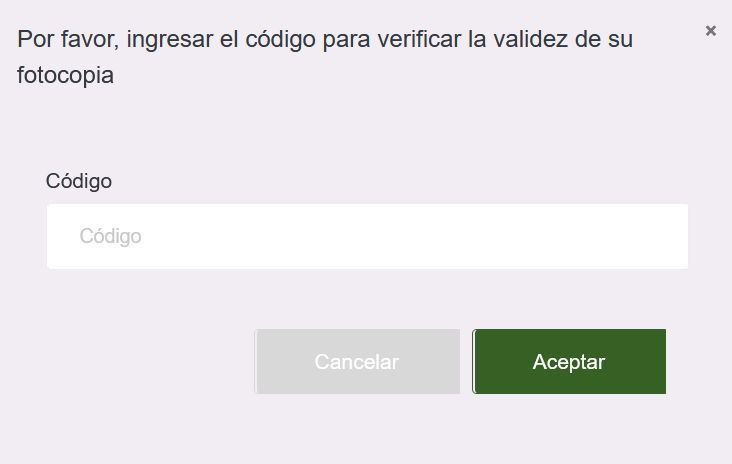 Por favor, ingresar el código para verificar la validez de su
fotocopia
×
Código
Código
Cancelar
Aceptar